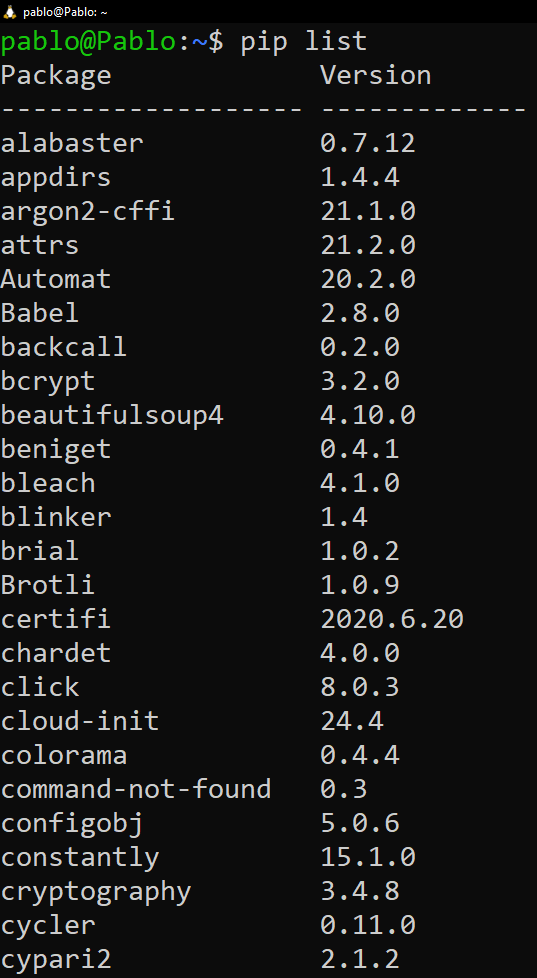 pablo@Pablo: ~
pablo@Pablo:~$ pip list
Package             Version
------------------- -------------
alabaster           0.7.12
appdirs             1.4.4
argon2-cffi         21.1.0
attrs               21.2.0
Automat             20.2.0
Babel               2.8.0
backcall            0.2.0
bcrypt              3.2.0
beautifulsoup4      4.10.0
beniget             0.4.1
bleach              4.1.0
blinker             1.4
brial               1.0.2
Brotli              1.0.9
certifi             2020.6.20
chardet             4.0.0
click               8.0.3
cloud-init          24.4
colorama            0.4.4
command-not-found   0.3
configobj           5.0.6
constantly          15.1.0
cryptography        3.4.8
cycler              0.11.0
cypari2             2.1.2